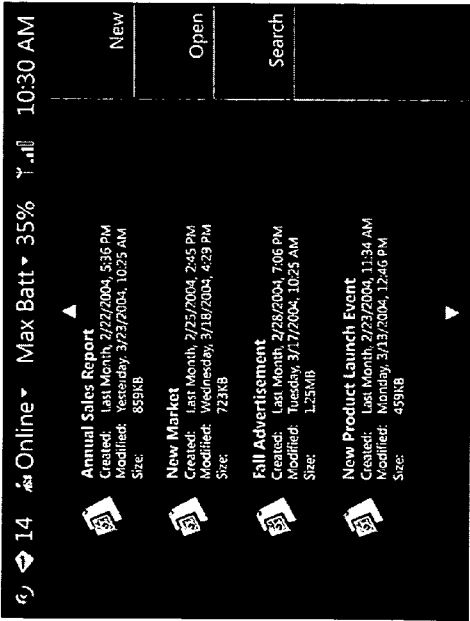 14 Online Max Batt 35% 10:30 AM
Annual Sales Report
Created: Last Month, 2/22/2004, 5:36 PM
Modified: Yesterday, 3/23/2004, 10:25 AM
Size: 859KB
New Market
Created: Last Month, 2/25/2004, 2:45 PM
Modified: Wednesday, 3/18/2004, 4:29 PM
Size: 723KB
Fall Advertisement
Created: Last Month, 2/28/2004, 7:06 PM
Modified: Tuesday, 3/17/2004, 10:25 AM
Size: 1.25MB
New Product Launch Event
Created: Last Month, 2/23/2004, 11:34 AM
Modified: Monday, 3/13/2004, 12:46 PM
Size: 459KB
New
Open
Search